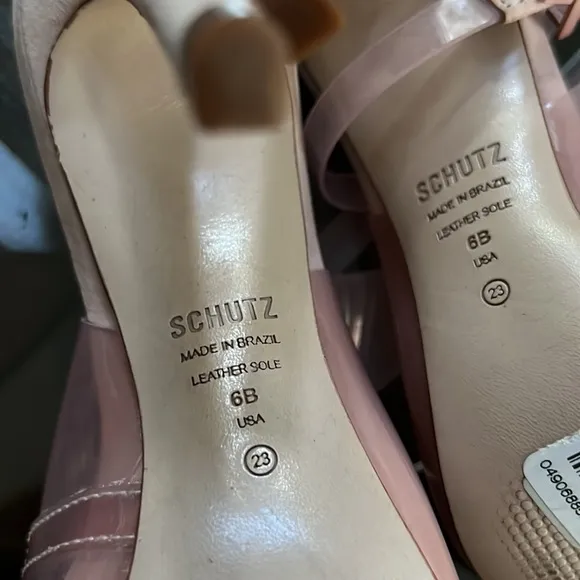 SCHUTZ
MADE IN BRAZIL
LEATHER SOLE
6B
USA
23
SCHUTZ
MADE IN BRAZIL
LEATHER SOLE
6B
USA
23